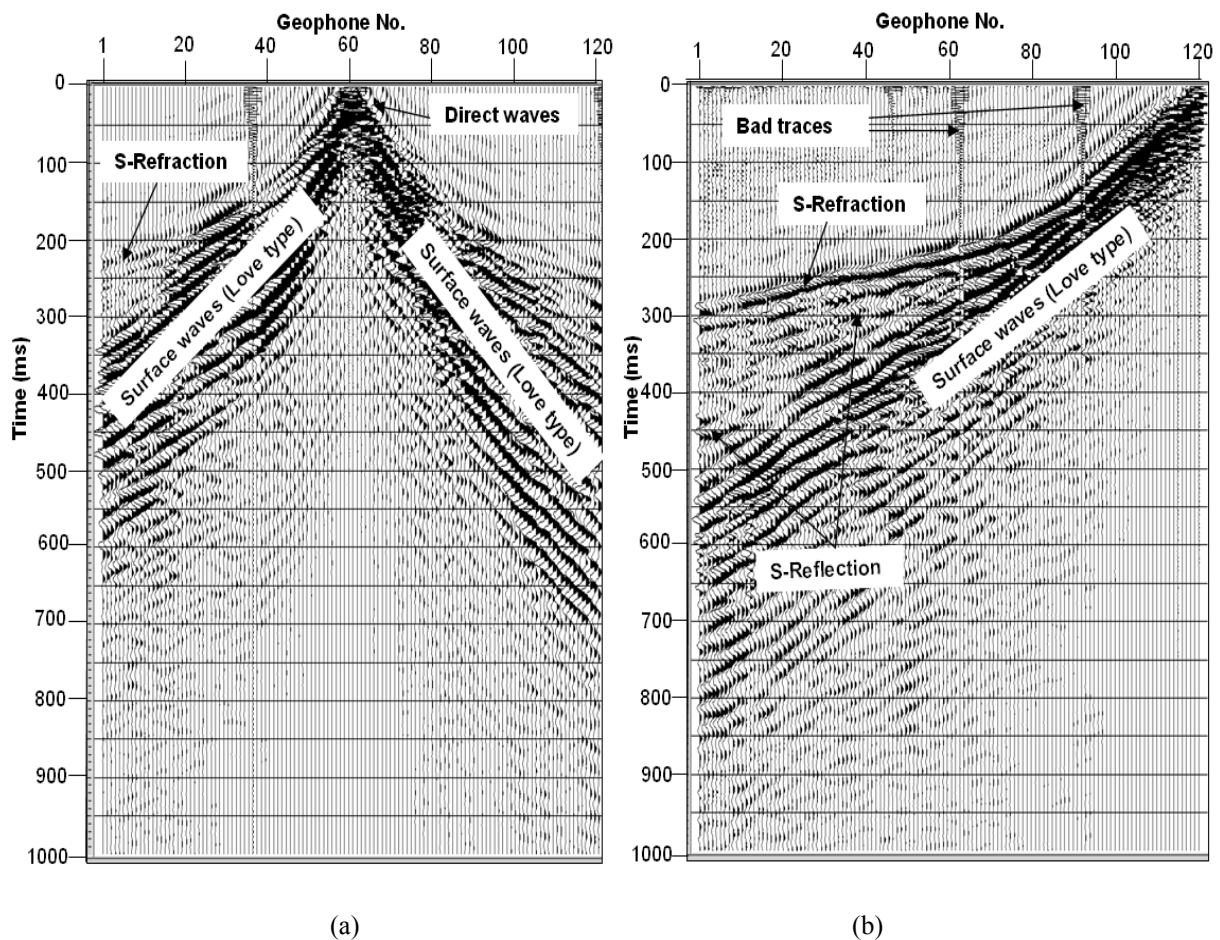 Geophone No.
1 20 40 60 80 100 120
0
100
200
300
400
500
600
700
800
900
1000
Time (ms)
Direct waves
S-Refraction
Surface waves (Love type)
Surface waves (Love type)
(a)
Geophone No.
1 20 40 60 80 100 120
0
100
200
300
400
500
600
700
800
900
1000
Time (ms)
Bad traces
S-Refraction
Surface waves (Love type)
S-Reflection
(b)